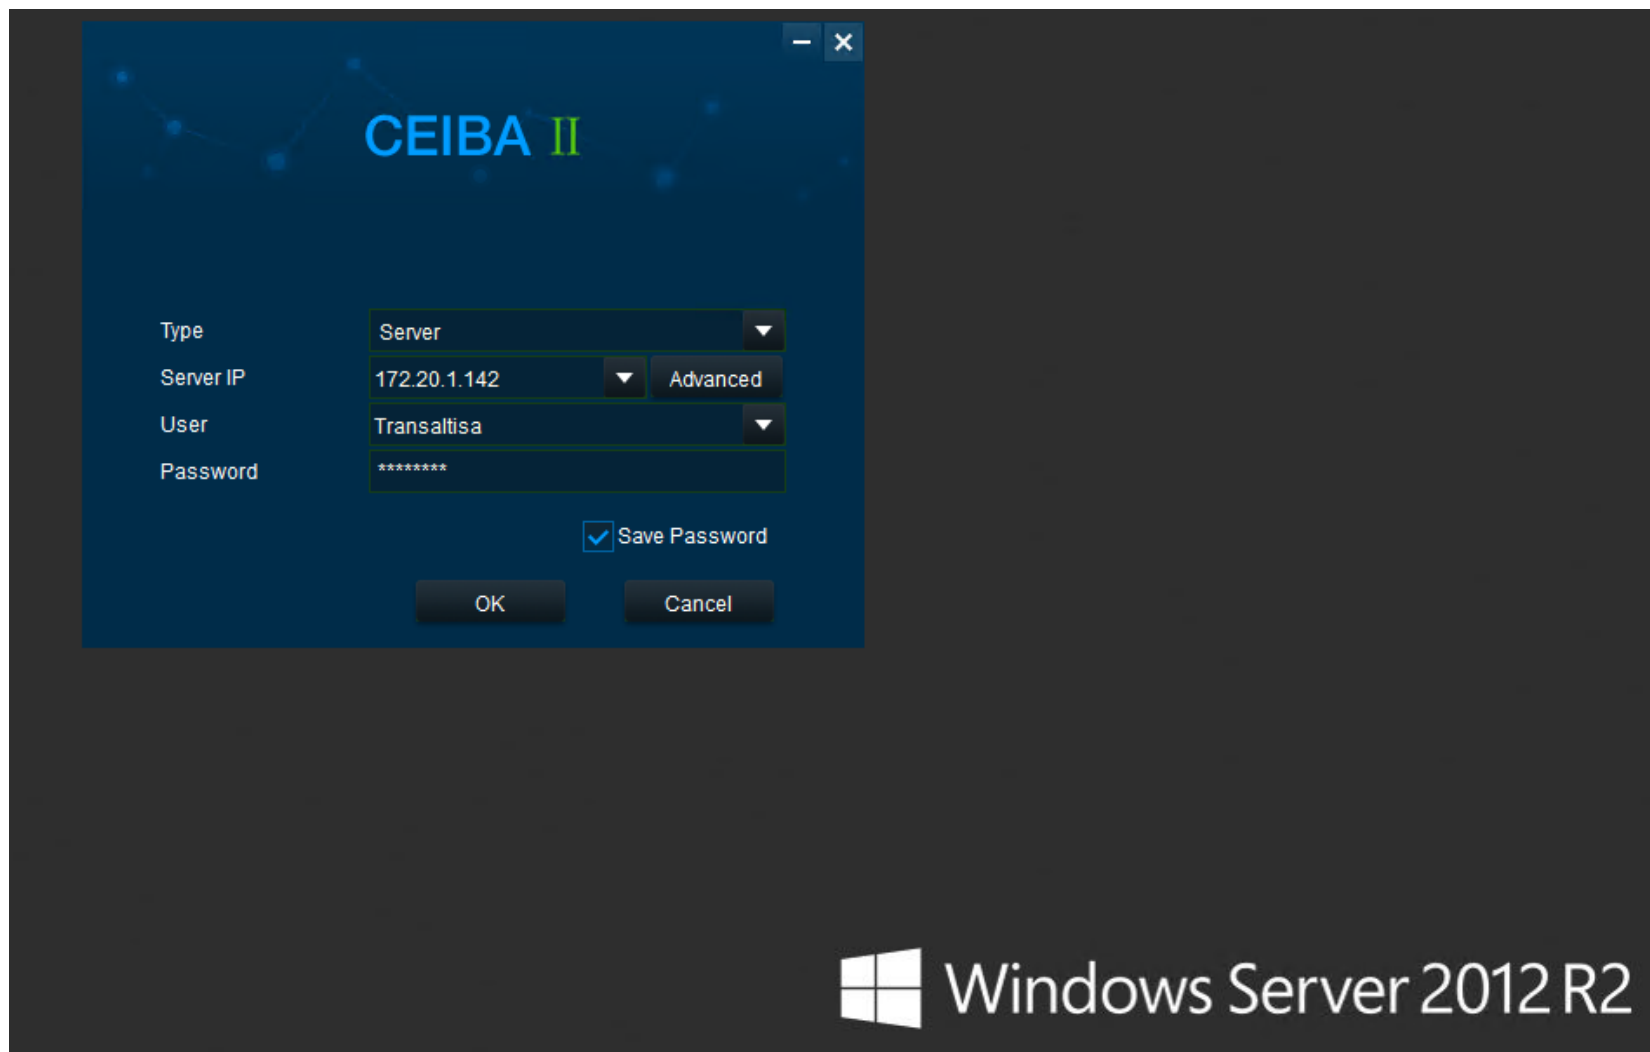 CEIBA II
Type
Server
Server IP
172.20.1.142
Advanced
User
Transaltisa
Password
********
Save Password
OK
Cancel
Windows Server 2012 R2